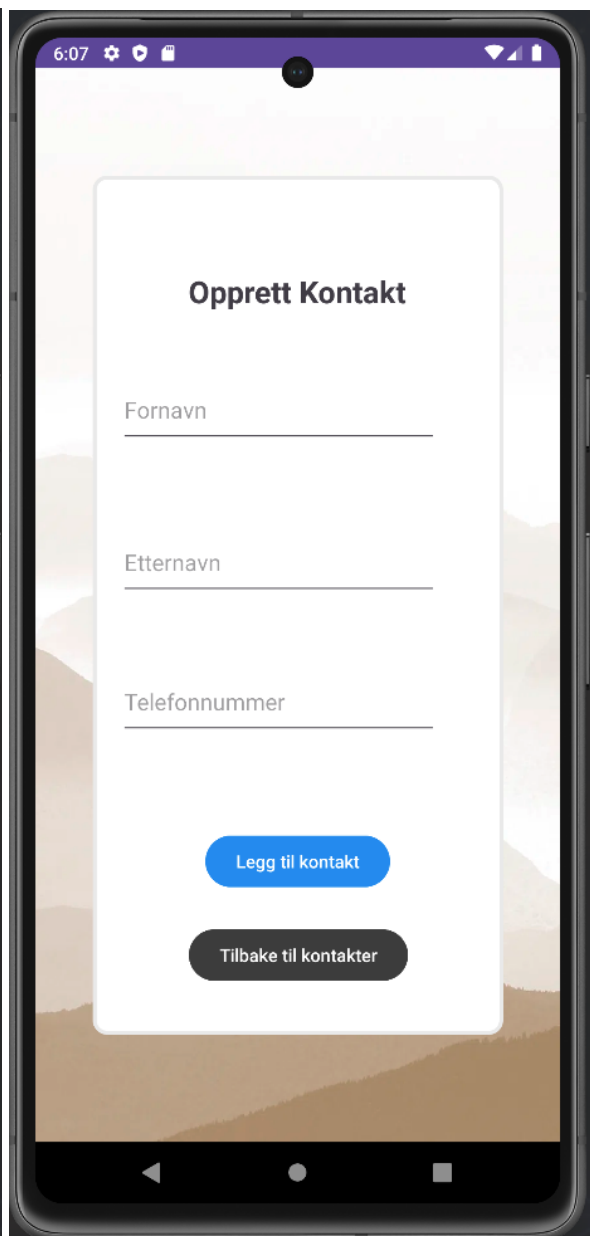 6:07
Opprett Kontakt
Fornavn
Etternavn
Telefonnummer
Legg til kontakt
Tilbake til kontakter